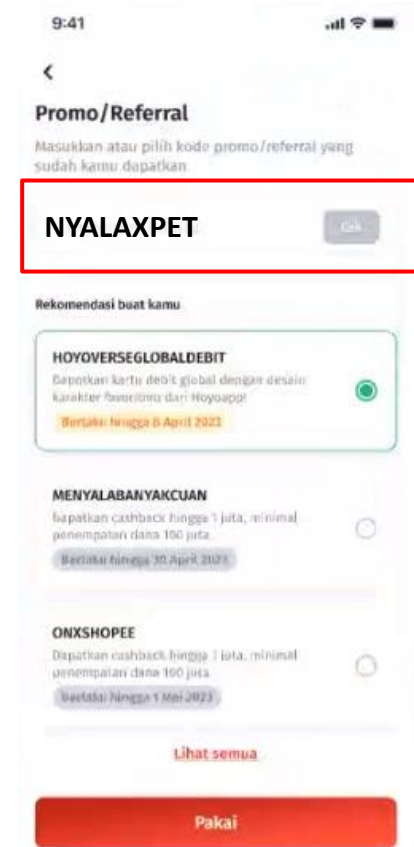 9:41
Promo/Referral
Masukkan atau pilih kode promo/referral yang
sudah kamu dapatkan
NYALAXPET
Cek
Rekomendasi buat kamu
HOYOVERSEGLOBALDEBIT
Dapatkan kartu debit global dengan desain
karakter favoritmu dari Hoyoapp!
Berlaku hingga 6 April 2023
MENYALABANYAKCUAN
Dapatkan cashback hingga 1 juta, minimal
penempatan dana 100 juta
Berlaku hingga 30 April 2023
ONXSHOPEE
Dapatkan cashback hingga 1 juta, minimal
penempatan dana 100 juta
Berlaku hingga 1 Mei 2023
Lihat semua
Pakai